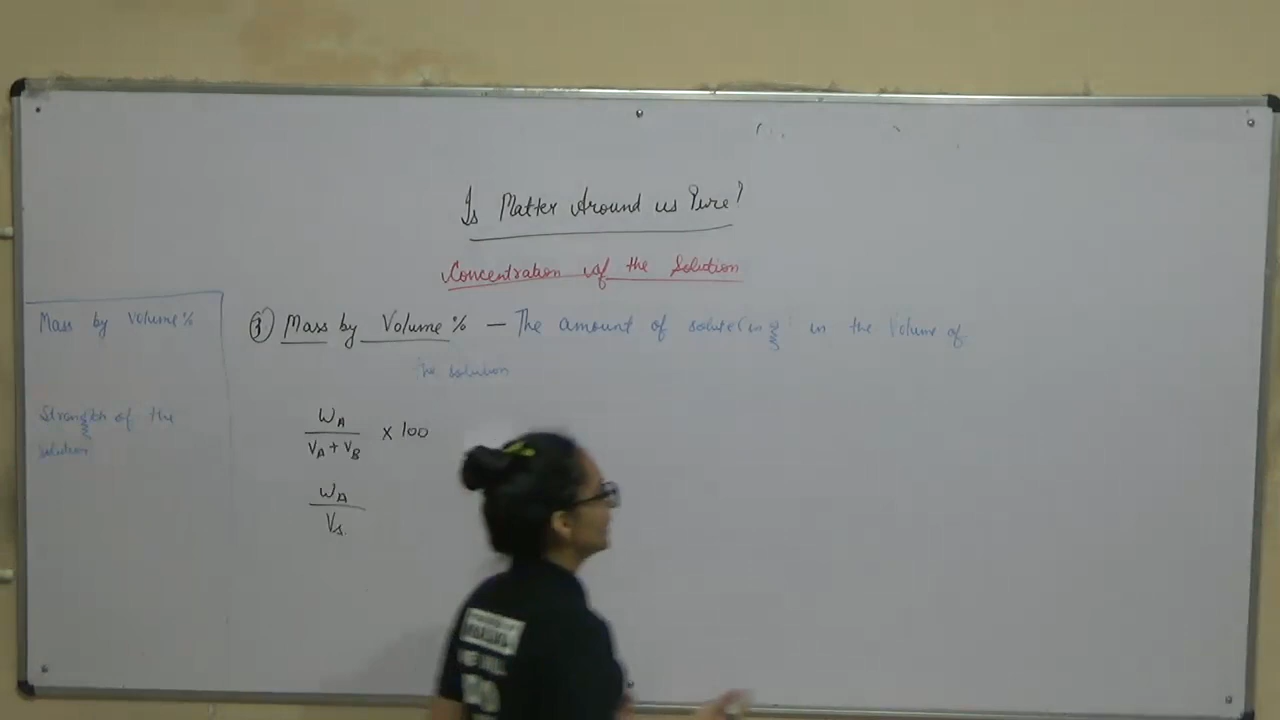 Is Matter Around us Pure?
Concentration of the Solution
Mass by Volume %
Strength of the
solution
③ Mass by Volume % — The amount of solute (in g) in the Volume of
the solution
W_A
V_A + V_B × 100
W_A
V_s.